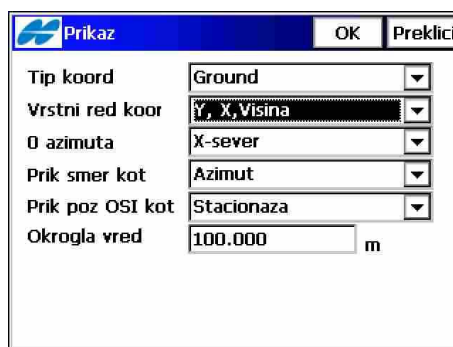 Prikaz OK Preklici
Tip koord Ground
Vrstni red koor Y, X,Visina
0 azimuta X-sever
Prik smer kot Azimut
Prik poz OSI kot Stacionaza
Okrogla vred 100.000 m